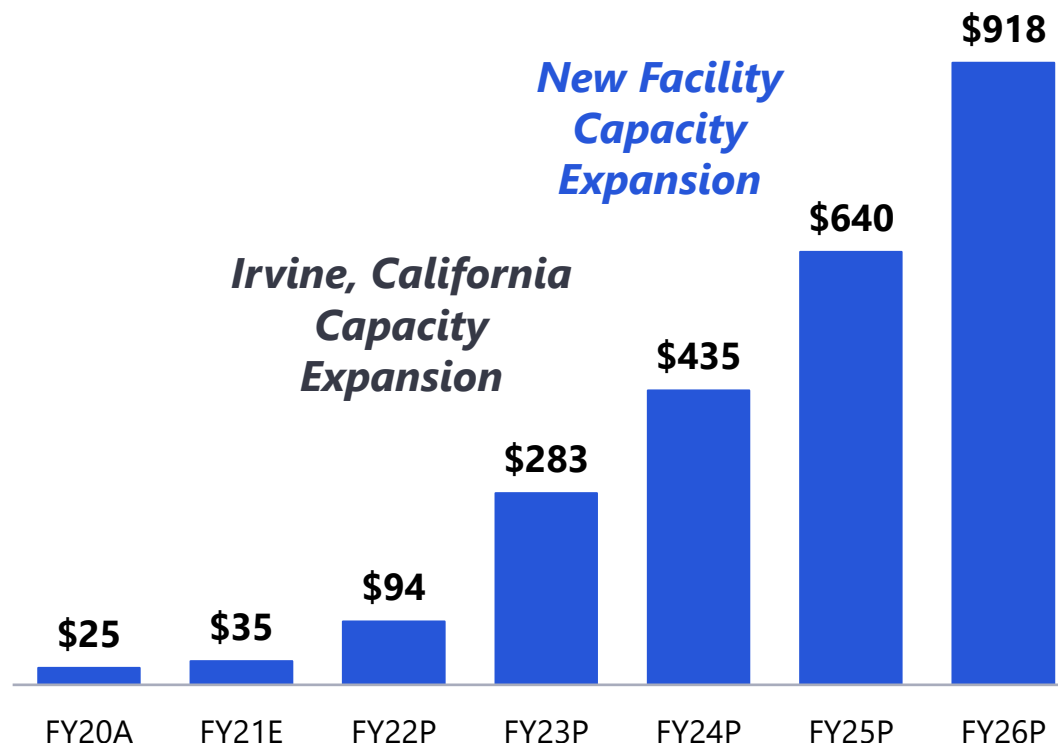 $918
New Facility
Capacity
Expansion
$640
Irvine, California
Capacity
Expansion
$435
$283
$94
$35
$25
FY20A FY21E FY22P FY23P FY24P FY25P FY26P